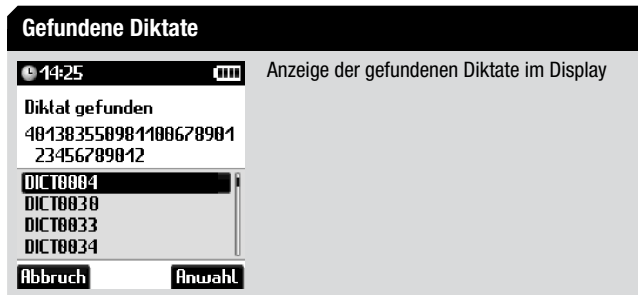 Gefundene Diktate
14:25
Anzeige der gefundenen Diktate im Display
Diktat gefunden
401383550981100678901
23456789012
DICT0004
DICT0030
DICT0033
DICT0034
Abbruch Anwahl